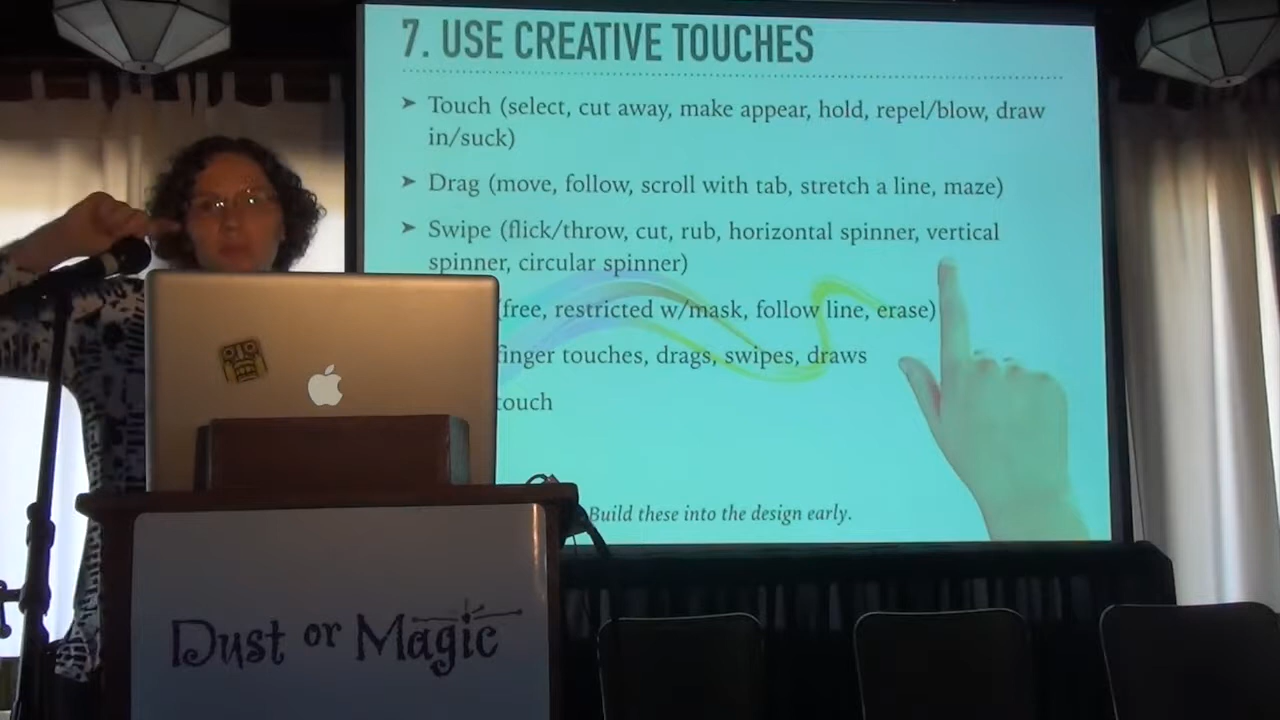 7. USE CREATIVE TOUCHES
➤ Touch (select, cut away, make appear, hold, repel/blow, draw
in/suck)
➤ Drag (move, follow, scroll with tab, stretch a line, maze)
➤ Swipe (flick/throw, cut, rub, horizontal spinner, vertical
spinner, circular spinner)
(free, restricted w/mask, follow line, erase)
finger touches, drags, swipes, draws
touch
Build these into the design early.
Dust or Magic